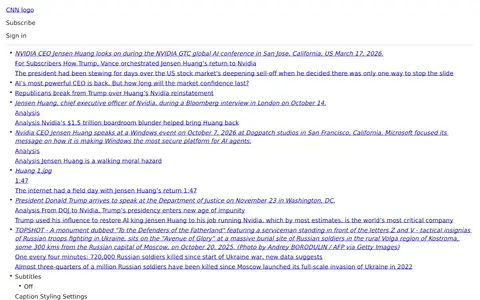 CNN logo
Subscribe
Sign in
NVIDIA CEO Jensen Huang looks on during the NVIDIA GTC global AI conference in San Jose, California, US March 17, 2026.
For Subscribers How Trump, Vance orchestrated Jensen Huang's return to Nvidia
The president had been stewing for days over the US stock market's deepening sell-off when he decided there was only one way to stop the slide
AI's most powerful CEO is back. But how long will the market confidence last?
Republicans break from Trump over Huang's Nvidia reinstatement
Jensen Huang, chief executive officer of Nvidia, during a Bloomberg interview in London on October 14.
Analysis
Analysis Nvidia's $1.5 trillion boardroom blunder helped bring Huang back
Nvidia CEO Jensen Huang speaks at a Windows event on October 7, 2026 at Dogpatch studios in San Francisco, California. Microsoft focused its
message on how it is making Windows the most secure platform for AI agents.
Analysis
Analysis Jensen Huang is a walking moral hazard
Huang 1.jpg
1:47
The internet had a field day with Jensen Huang's return 1:47
President Donald Trump arrives to speak at the Department of Justice on November 23 in Washington, DC.
Analysis From DOJ to Nvidia, Trump's presidency enters new age of impunity
Trump used his influence to restore AI king Jensen Huang to his job running Nvidia, which by most estimates, is the world's most critical company
TOPSHOT - A monument dubbed "To the Defenders of the Fatherland" featuring a serviceman standing in front of the letters Z and V - tactical insignias
of Russian troops fighting in Ukraine, sits on the "Avenue of Glory" at a massive burial site of Russian soldiers in the rural Volga region of Kostroma,
some 300 kms from the Russian capital of Moscow, on October 20, 2025. (Photo by Andrey BORODULIN / AFP via Getty Images)
One every four minutes: 720,000 Russian soldiers killed since start of Ukraine war, new data suggests
Almost three-quarters of a million Russian soldiers have been killed since Moscow launched its full-scale invasion of Ukraine in 2022
Subtitles
Off
Caption Styling Settings